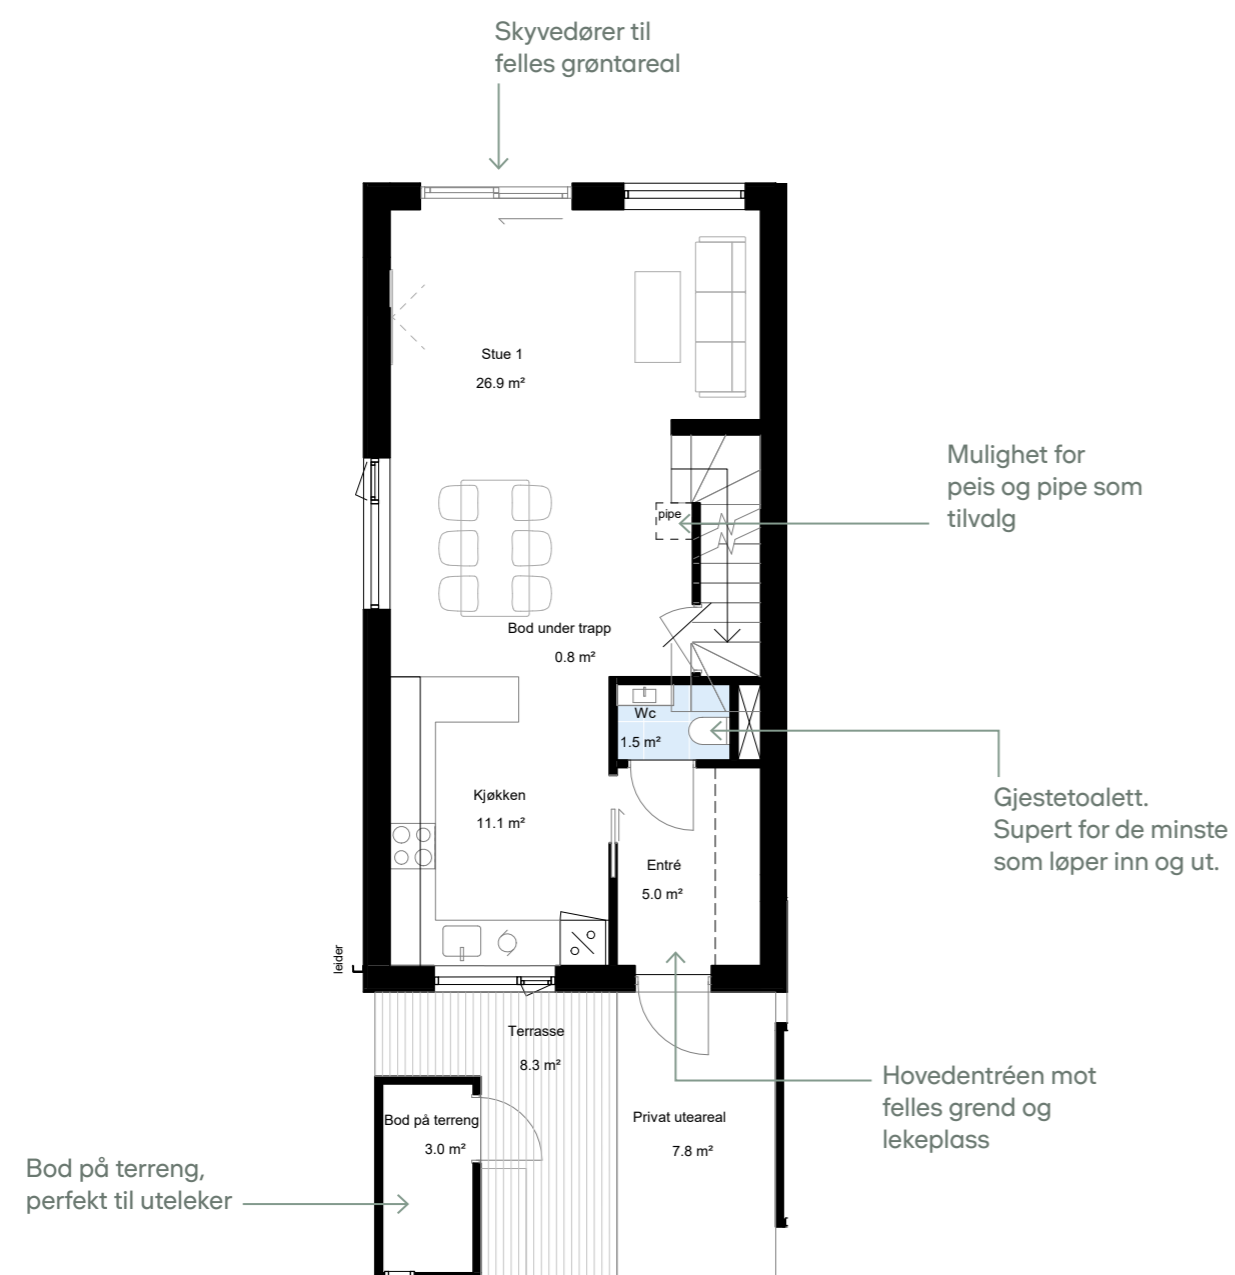 Skyvedører til
felles grøntareal
Stue 1
26.9 m²
Mulighet for
peis og pipe som
tilvalg
pipe
Bod under trapp
0.8 m²
Wc
1.5 m²
Gjestetoalett.
Supert for de minste
som løper inn og ut.
Kjøkken
11.1 m²
Entré
5.0 m²
leider
Terrasse
8.3 m²
Hovedentréen mot
felles grend og
lekeplass
Bod på terreng
3.0 m²
Privat uteareal
7.8 m²
Bod på terreng,
perfekt til uteleker